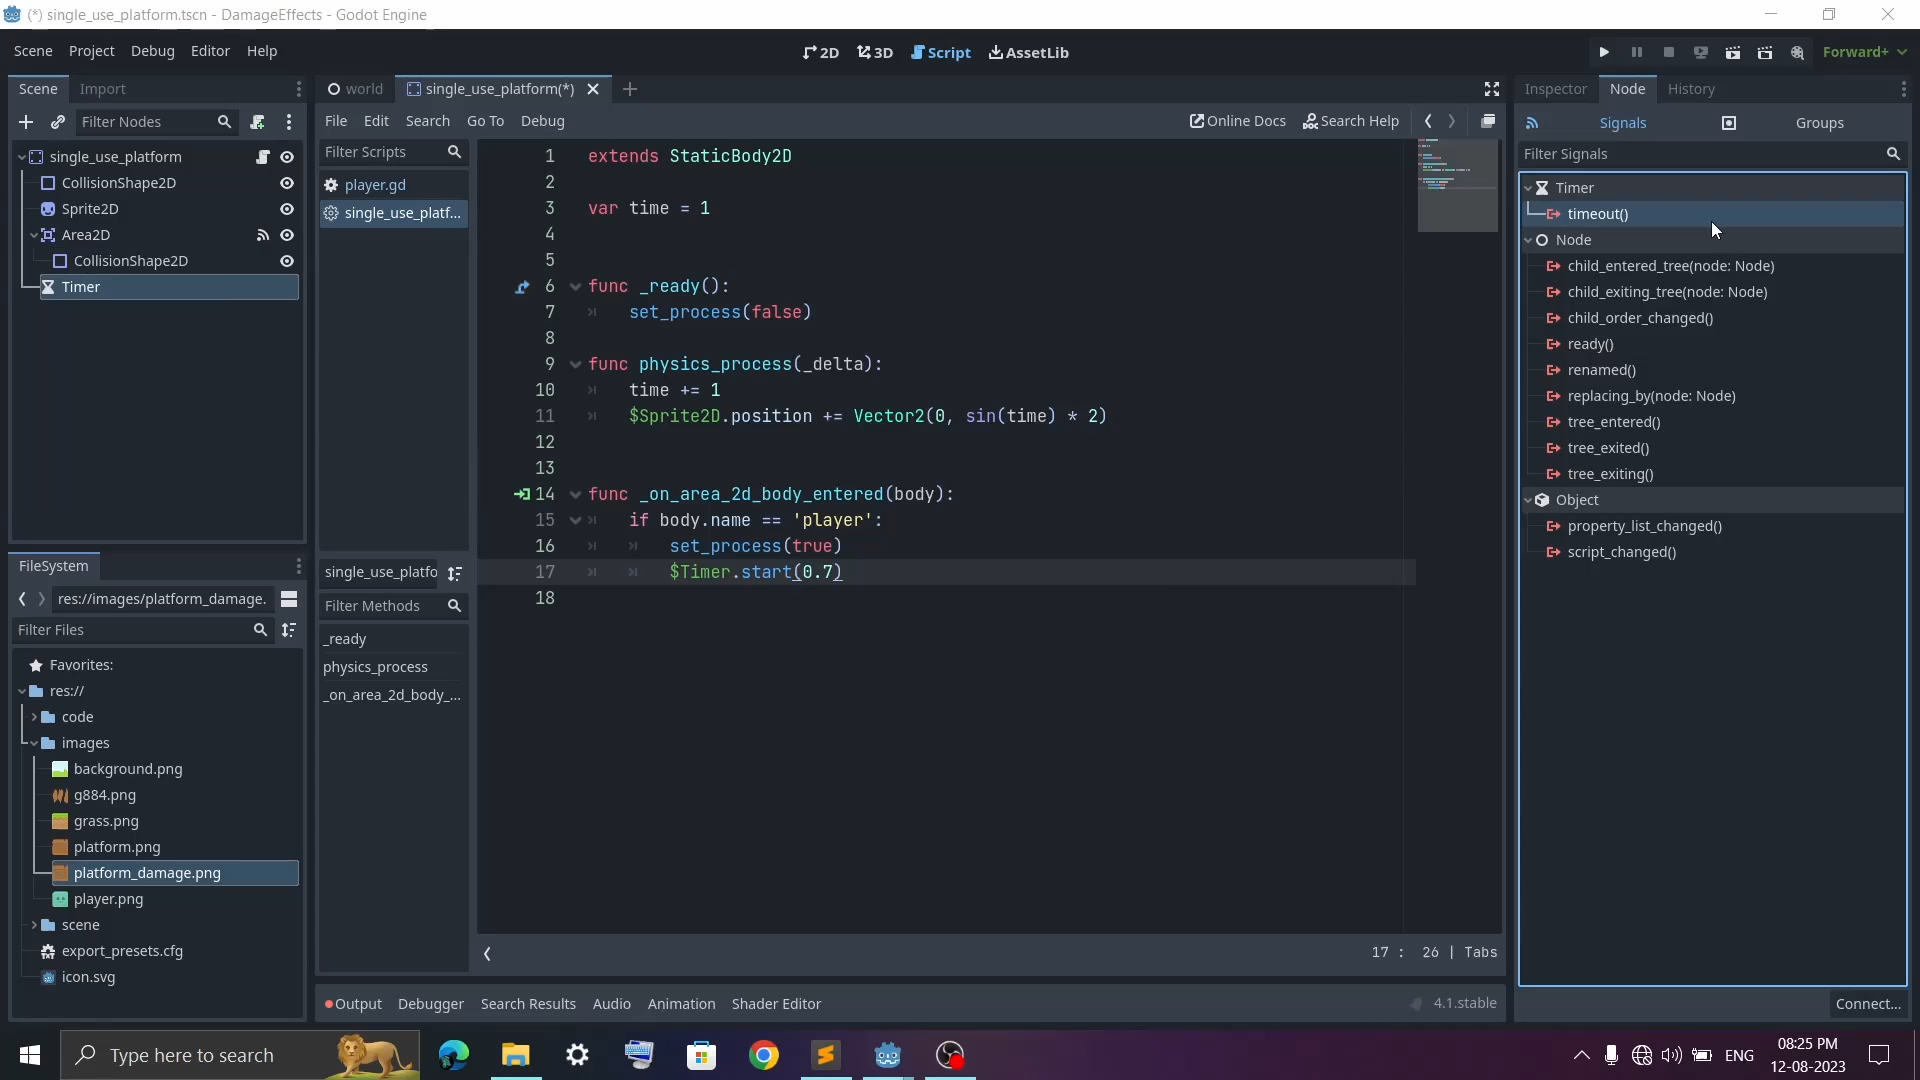 (*) single_use_platform.tscn - DamageEffects - Godot Engine
Scene Project Debug Editor Help
2D 3D Script AssetLib
Forward+
Scene Import
Filter Nodes
single_use_platform
CollisionShape2D
Sprite2D
Area2D
CollisionShape2D
Timer
FileSystem
res://images/platform_damage.
Filter Files
Favorites:
res://
code
images
background.png
g884.png
grass.png
platform.png
platform_damage.png
player.png
scene
export_presets.cfg
icon.svg
world single_use_platform(*)
File Edit Search Go To Debug
Online Docs Search Help
Filter Scripts
player.gd
single_use_platf...
single_use_platfo
Filter Methods
_ready
physics_process
_on_area_2d_body_...
1 extends StaticBody2D
2
3 var time = 1
4
5
6 func _ready():
7 set_process(false)
8
9 func physics_process(_delta):
10 time += 1
11 $Sprite2D.position += Vector2(0, sin(time) * 2)
12
13
14 func _on_area_2d_body_entered(body):
15 if body.name == 'player':
16 set_process(true)
17 $Timer.start(0.7)
18
17 : 26 | Tabs
Output Debugger Search Results Audio Animation Shader Editor
4.1.stable
Inspector Node History
Signals Groups
Filter Signals
Timer
timeout()
Node
child_entered_tree(node: Node)
child_exiting_tree(node: Node)
child_order_changed()
ready()
renamed()
replacing_by(node: Node)
tree_entered()
tree_exited()
tree_exiting()
Object
property_list_changed()
script_changed()
Connect...
Type here to search
ENG
08:25 PM
12-08-2023